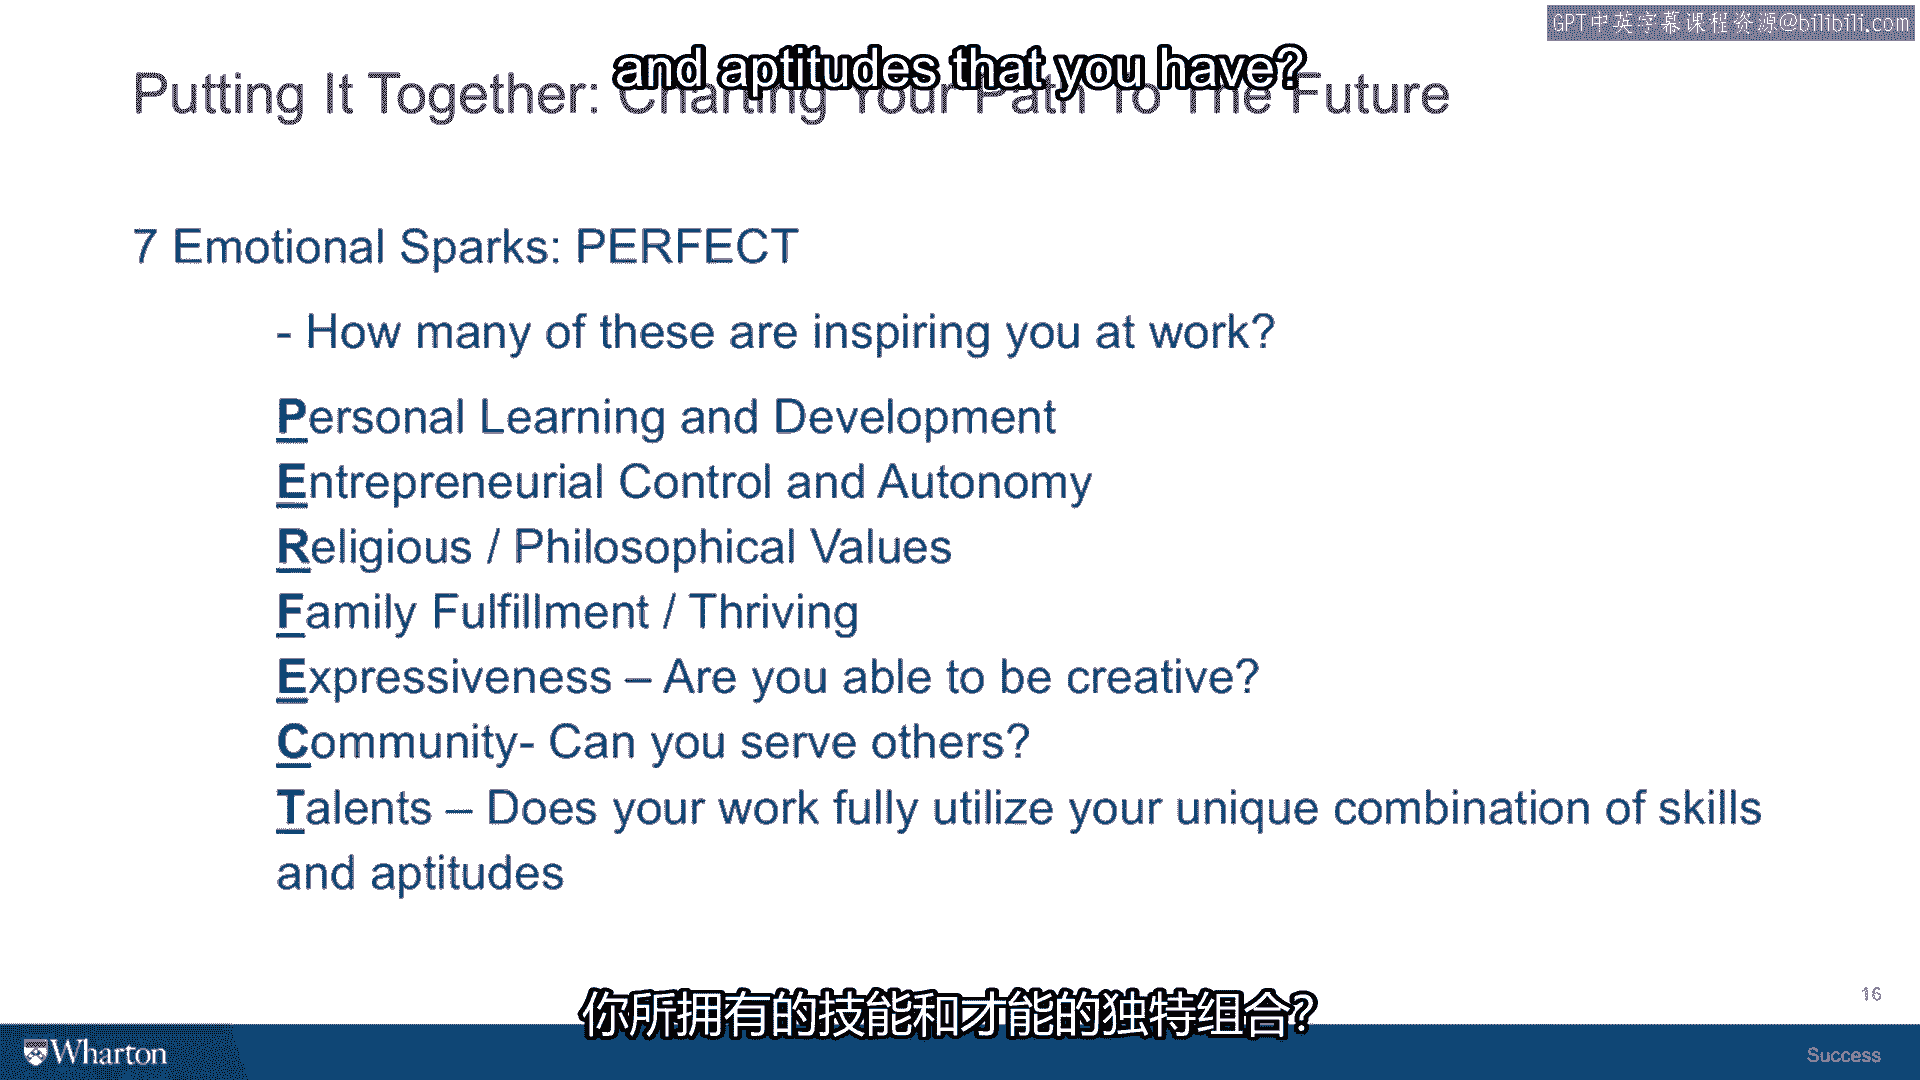 GPT中英字幕课程资源@bilibili.com
and aptitudes that you have?
Putting It Together: Charting Your Path To The Future
7 Emotional Sparks: PERFECT
- How many of these are inspiring you at work?
Personal Learning and Development
Entrepreneurial Control and Autonomy
Religious / Philosophical Values
Family Fulfillment / Thriving
Expressiveness – Are you able to be creative?
Community- Can you serve others?
Talents – Does your work fully utilize your unique combination of skills
and aptitudes
16
你所拥有的技能和才能的独特组合?
Wharton
Success